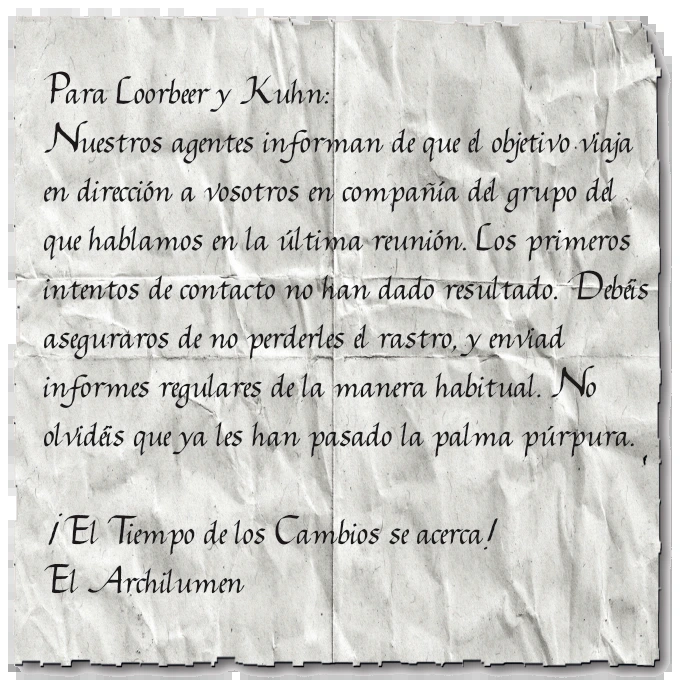 Para Loorbeer y Kuhn:
Nuestros agentes informan de que el objetivo viaja
en dirección a vosotros en compañía del grupo del
que hablamos en la última reunión. Los primeros
intentos de contacto no han dado resultado. Debéis
aseguraros de no perderles el rastro, y enviad
informes regulares de la manera habitual. No
olvidéis que ya les han pasado la palma púrpura.
¡El Tiempo de los Cambios se acerca!
El Archilumen